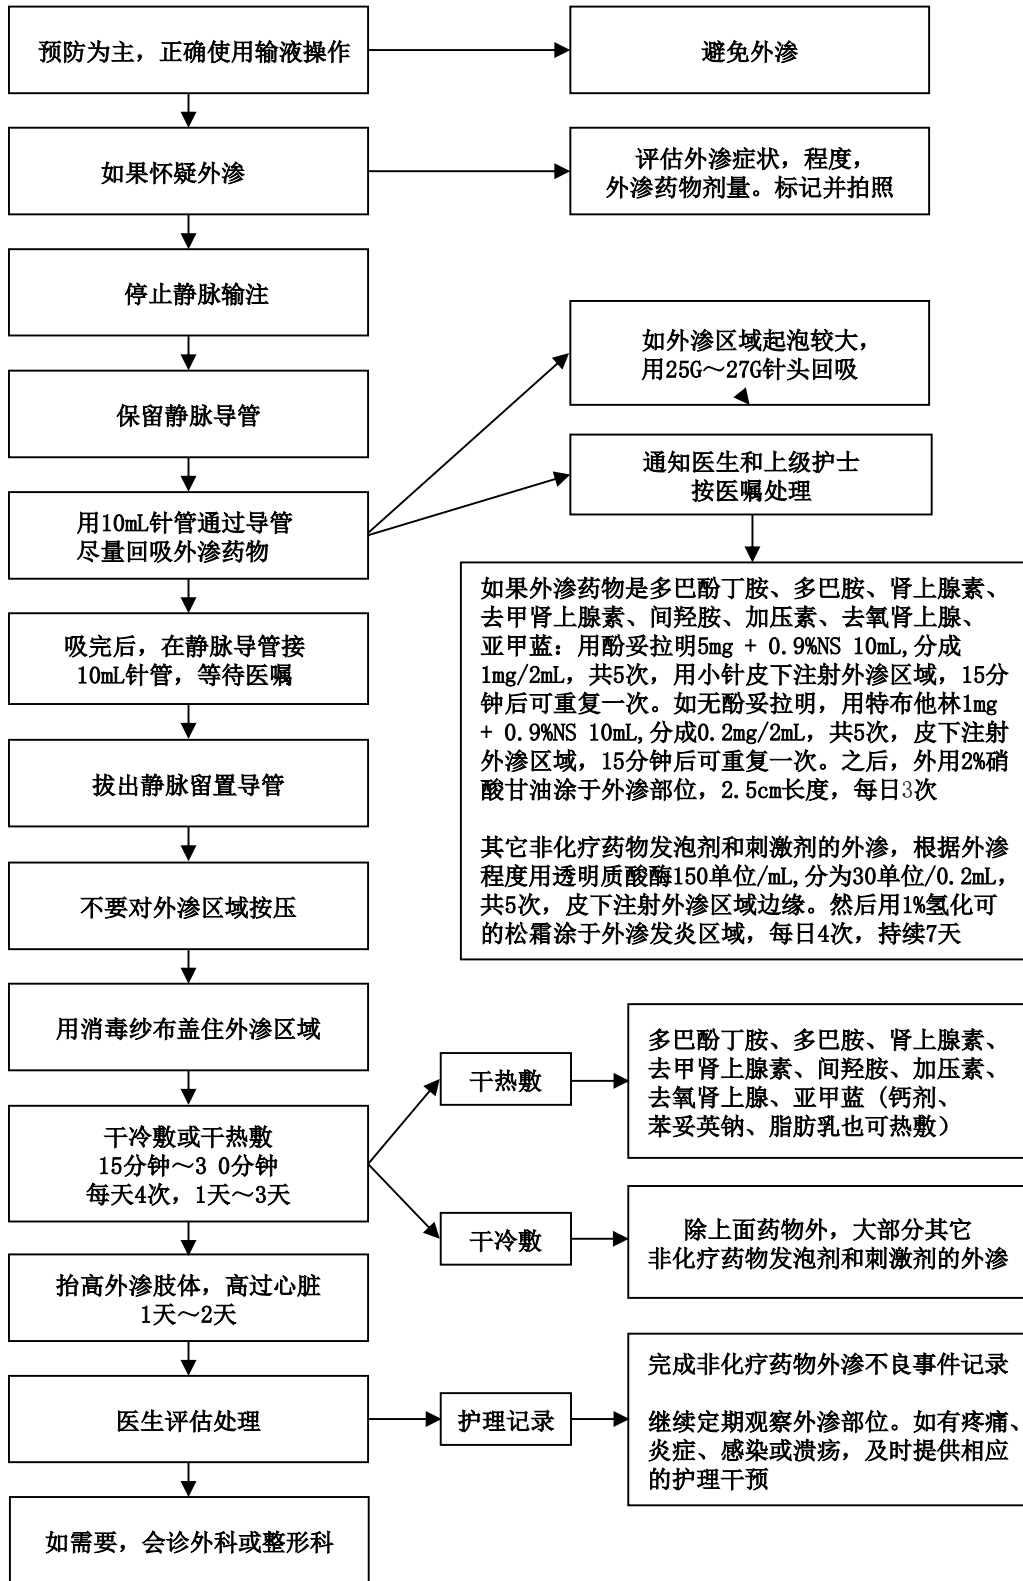 预防为主，正确使用输液操作
避免外渗
如果怀疑外渗
评估外渗症状，程度，
外渗药物剂量。标记并拍照
停止静脉输注
如外渗区域起泡较大，
用25G～27G针头回吸
保留静脉导管
通知医生和上级护士
按医嘱处理
用10mL针管通过导管
尽量回吸外渗药物
如果外渗药物是多巴酚丁胺、多巴胺、肾上腺素、
去甲肾上腺素、间羟胺、加压素、去氧肾上腺、
亚甲蓝：用酚妥拉明5mg + 0.9%NS 10mL,分成
1mg/2mL，共5次，用小针皮下注射外渗区域，15分
钟后可重复一次。如无酚妥拉明，用特布他林1mg
+ 0.9%NS 10mL,分成0.2mg/2mL，共5次，皮下注射
外渗区域，15分钟后可重复一次。之后，外用2%硝
酸甘油涂于外渗部位，2.5cm长度，每日3次
其它非化疗药物发泡剂和刺激剂的外渗，根据外渗
程度用透明质酸酶150单位/mL,分为30单位/0.2mL，
共5次，皮下注射外渗区域边缘。然后用1%氢化可
的松霜涂于外渗发炎区域，每日4次，持续7天
吸完后，在静脉导管接
10mL针管，等待医嘱
拔出静脉留置导管
不要对外渗区域按压
用消毒纱布盖住外渗区域
干冷敷或干热敷
15分钟～3 0分钟
每天4次，1天～3天
干热敷
多巴酚丁胺、多巴胺、肾上腺素、
去甲肾上腺素、间羟胺、加压素、
去氧肾上腺、亚甲蓝（钙剂、
苯妥英钠、脂肪乳也可热敷）
干冷敷
除上面药物外，大部分其它
非化疗药物发泡剂和刺激剂的外渗
抬高外渗肢体，高过心脏
1天～2天
医生评估处理
护理记录
完成非化疗药物外渗不良事件记录
继续定期观察外渗部位。如有疼痛、
炎症、感染或溃疡，及时提供相应
的护理干预
如需要，会诊外科或整形科